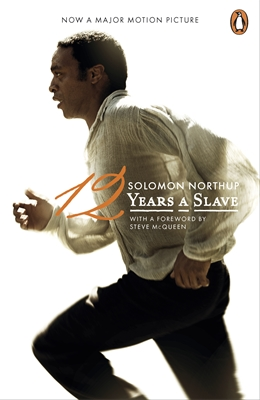 NOW A MAJOR MOTION PICTURE
SOLOMON NORTHUP
12 YEARS A SLAVE
WITH A FOREWORD BY
STEVE McQUEEN